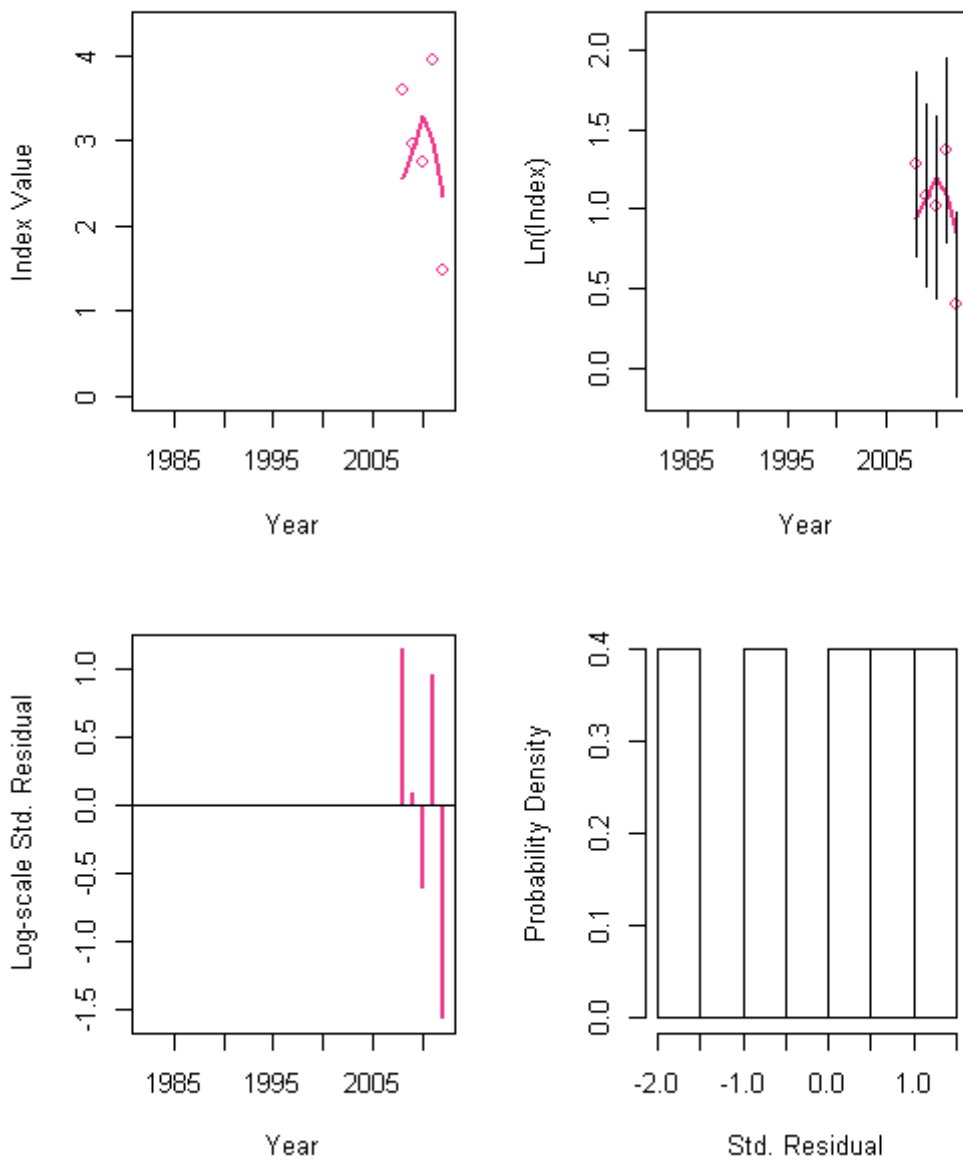 Index Value
4
3
2
1
0
1985 1995 2005
Year
Ln(Index)
2.0
1.5
1.0
0.5
0.0
1985 1995 2005
Year
Log-scale Std. Residual
1.0
0.5
0.0
-0.5
-1.0
-1.5
1985 1995 2005
Year
Probability Density
0.4
0.3
0.2
0.1
0.0
-2.0 -1.0 0.0 1.0
Std. Residual